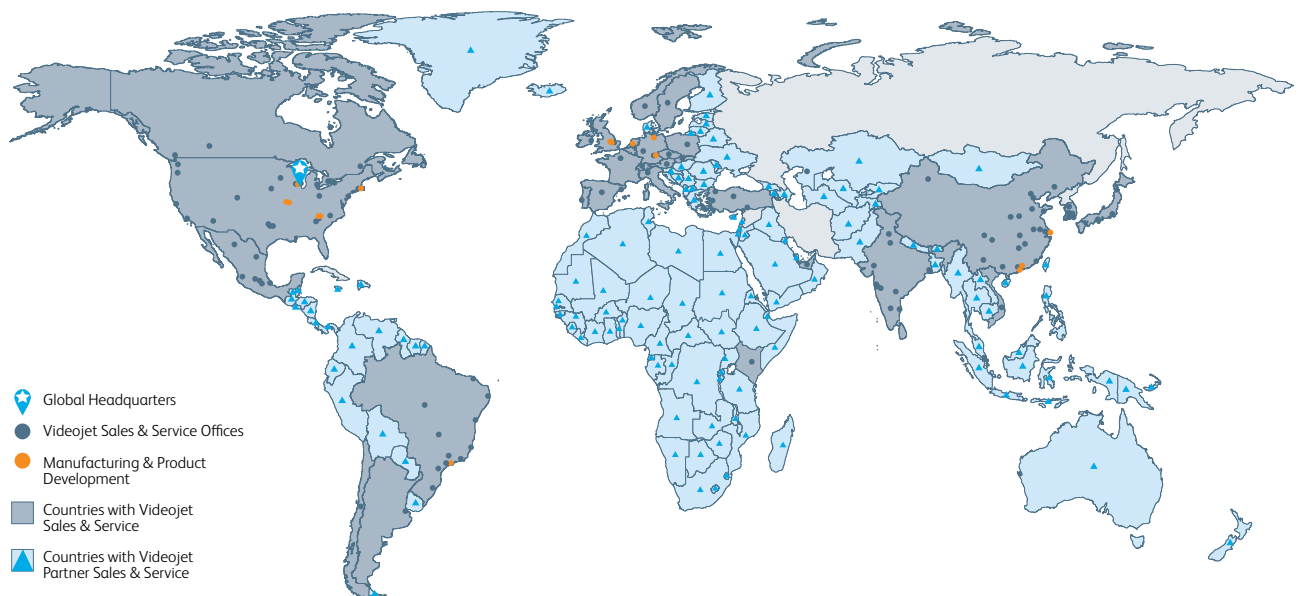 Global Headquarters
Videojet Sales & Service Offices
Manufacturing & Product
Development
Countries with Videojet
Sales & Service
Countries with Videojet
Partner Sales & Service